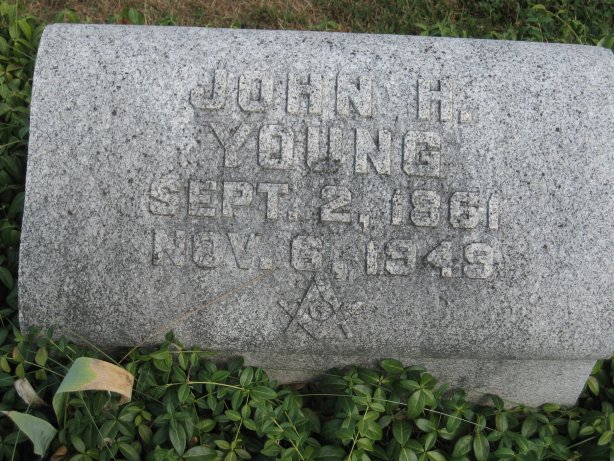 JOHN H.
YOUNG
SEPT. 2, 1861
NOV. 6, 1949
G